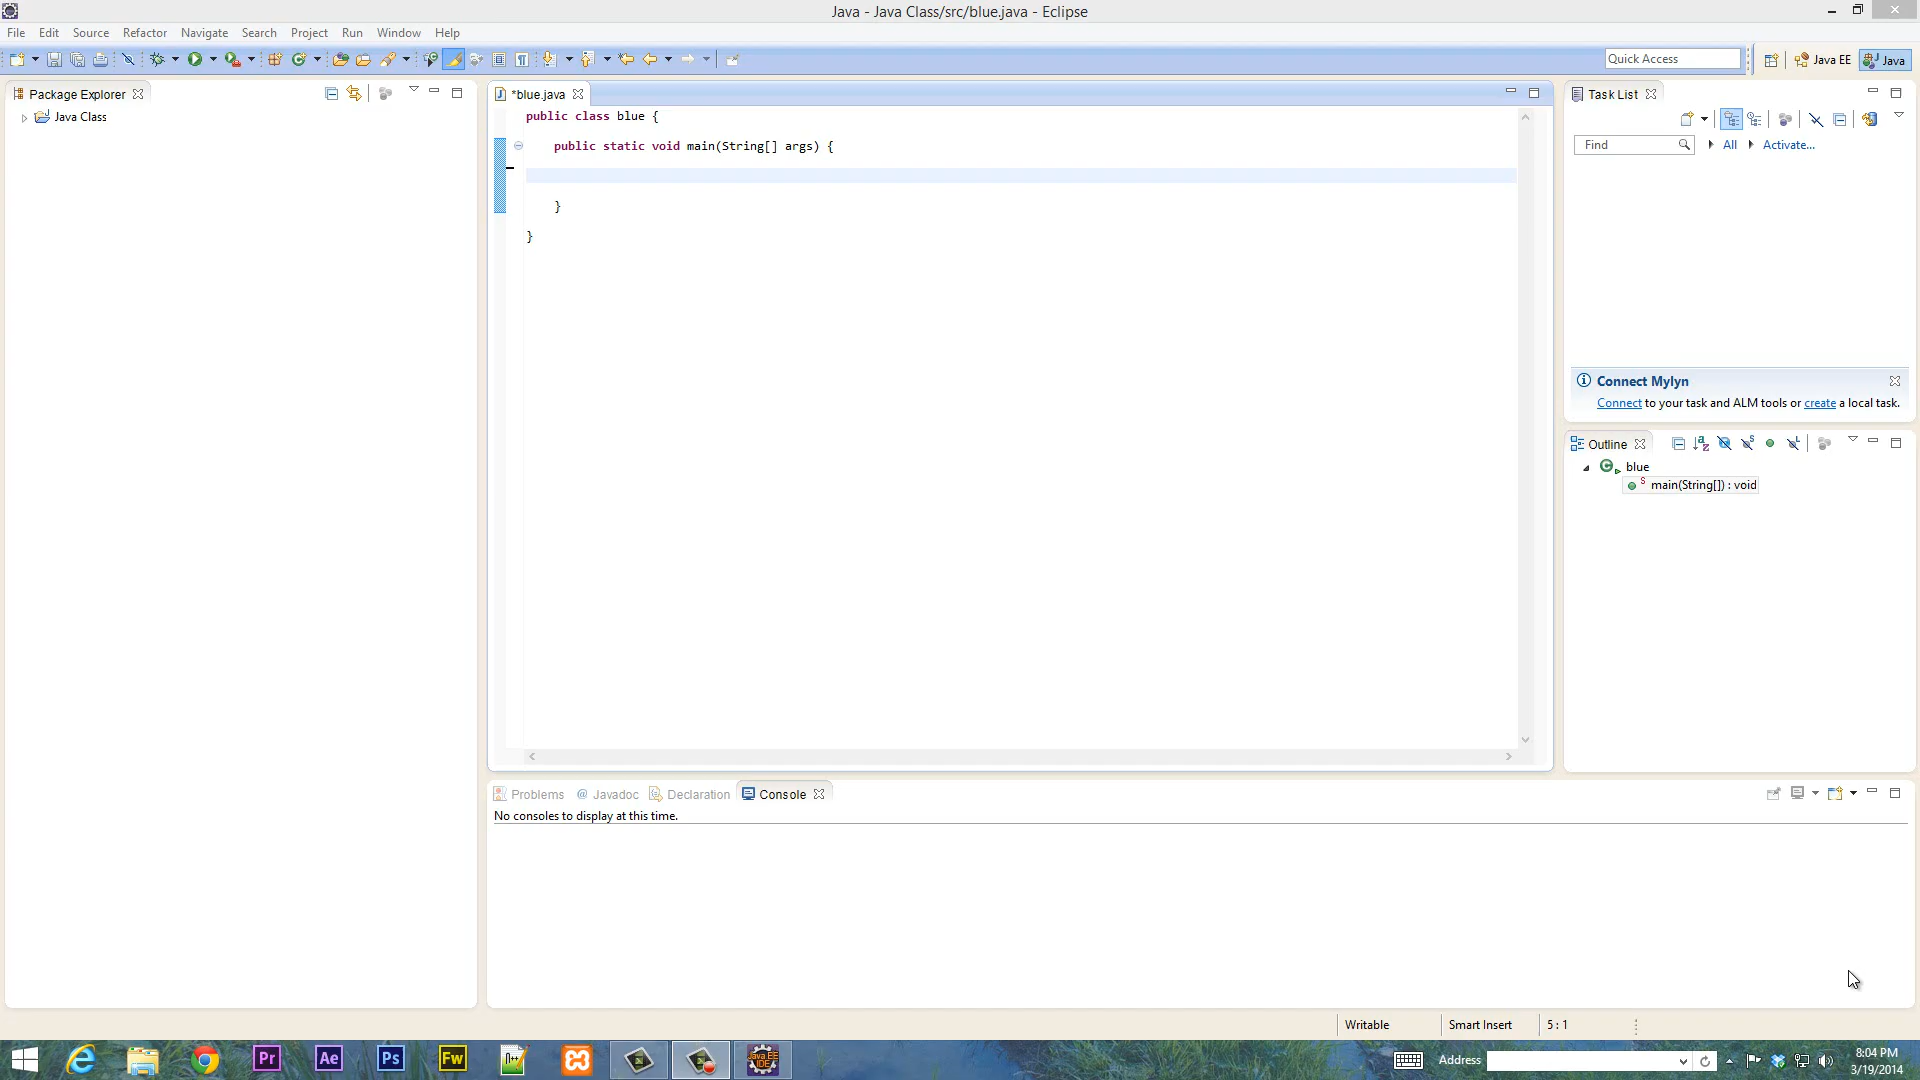 Java - Java Class/src/blue.java - Eclipse
File Edit Source Refactor Navigate Search Project Run Window Help
Quick Access
Java EE
Java
Package Explorer
Java Class
*blue.java
public class blue {
public static void main(String[] args) {
}
}
Task List
Find
All
Activate...
Connect Mylyn
Connect to your task and ALM tools or create a local task.
Outline
blue
main(String[]) : void
Problems @ Javadoc Declaration Console
No consoles to display at this time.
Writable
Smart Insert
5 : 1
Pr
Ae
Ps
Fw
Java EE
IDE
Address
8:04 PM
3/19/2014